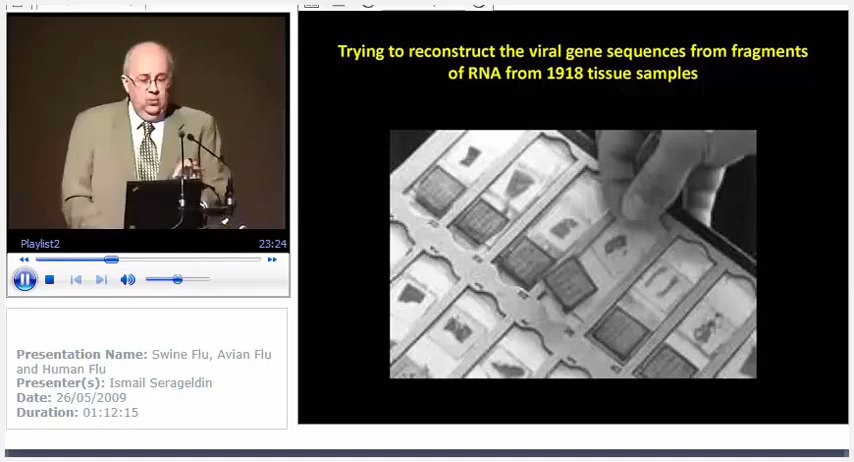 Trying to reconstruct the viral gene sequences from fragments
of RNA from 1918 tissue samples
Playlist2
23:24
Presentation Name: Swine Flu, Avian Flu
and Human Flu
Presenter(s): Ismail Serageldin
Date: 26/05/2009
Duration: 01:12:15